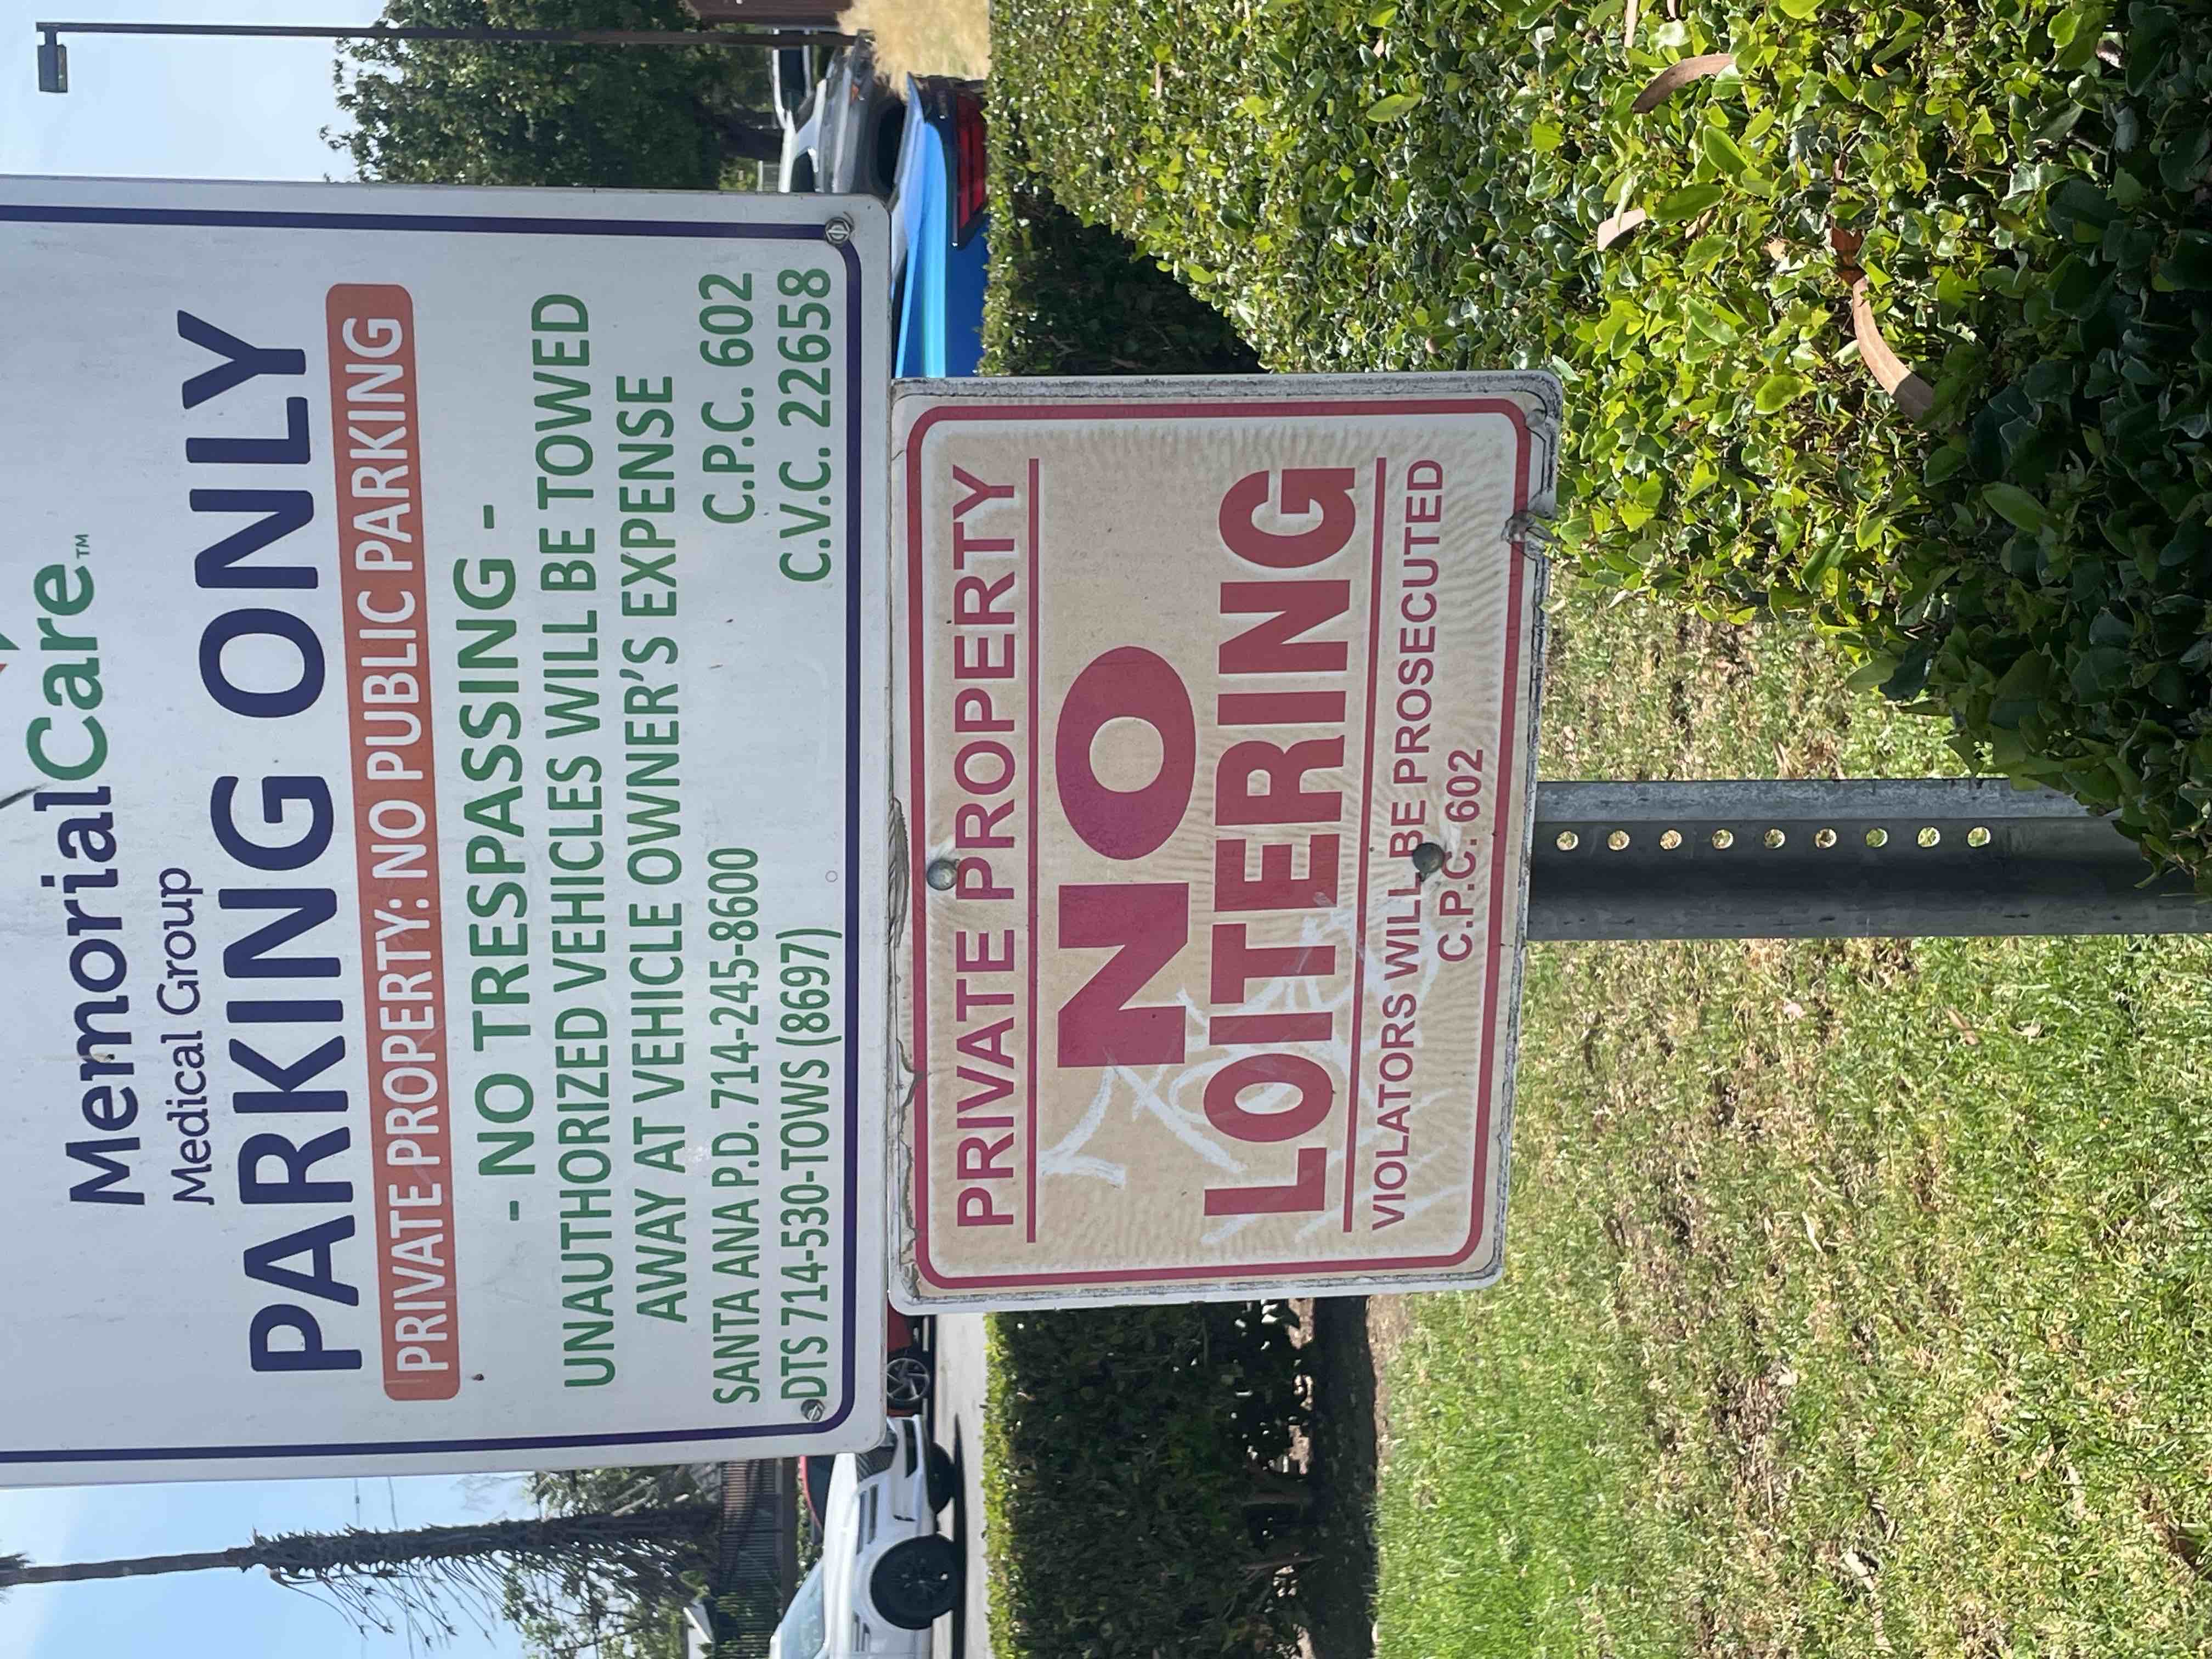 MemorialCare™
Medical Group
PARKING ONLY
PRIVATE PROPERTY: NO PUBLIC PARKING
- NO TRESPASSING -
UNAUTHORIZED VEHICLES WILL BE TOWED
AWAY AT VEHICLE OWNER'S EXPENSE
SANTA ANA P.D. 714-245-8600 C.P.C. 602
DTS 714-530-TOWS (8697) C.V.C. 22658
PRIVATE PROPERTY
NO
LOITERING
VIOLATORS WILL BE PROSECUTED
C.P.C. 602